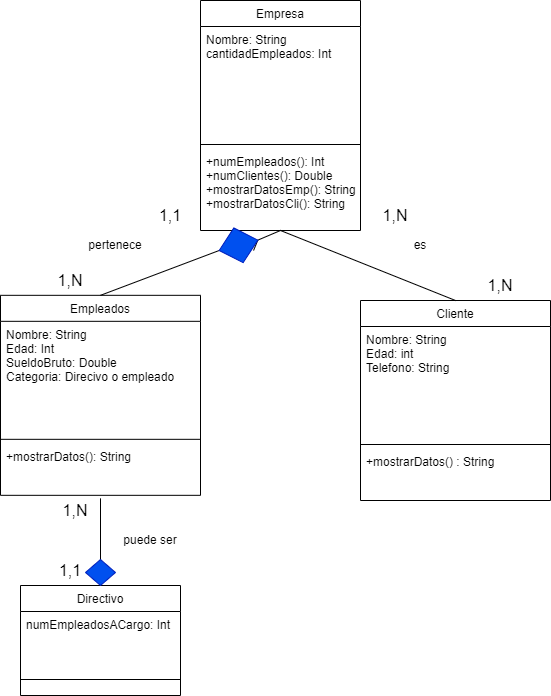 Empresa
Nombre: String
cantidadEmpleados: Int
+numEmpleados(): Int
+numClientes(): Double
+mostrarDatosEmp(): String
+mostrarDatosCli(): String
1,1
1,N
pertenece
es
1,N
1,N
Empleados
Nombre: String
Edad: Int
SueldoBruto: Double
Categoria: Direcivo o empleado
+mostrarDatos(): String
Cliente
Nombre: String
Edad: int
Telefono: String
+mostrarDatos() : String
1,N
puede ser
1,1
Directivo
numEmpleadosACargo: Int